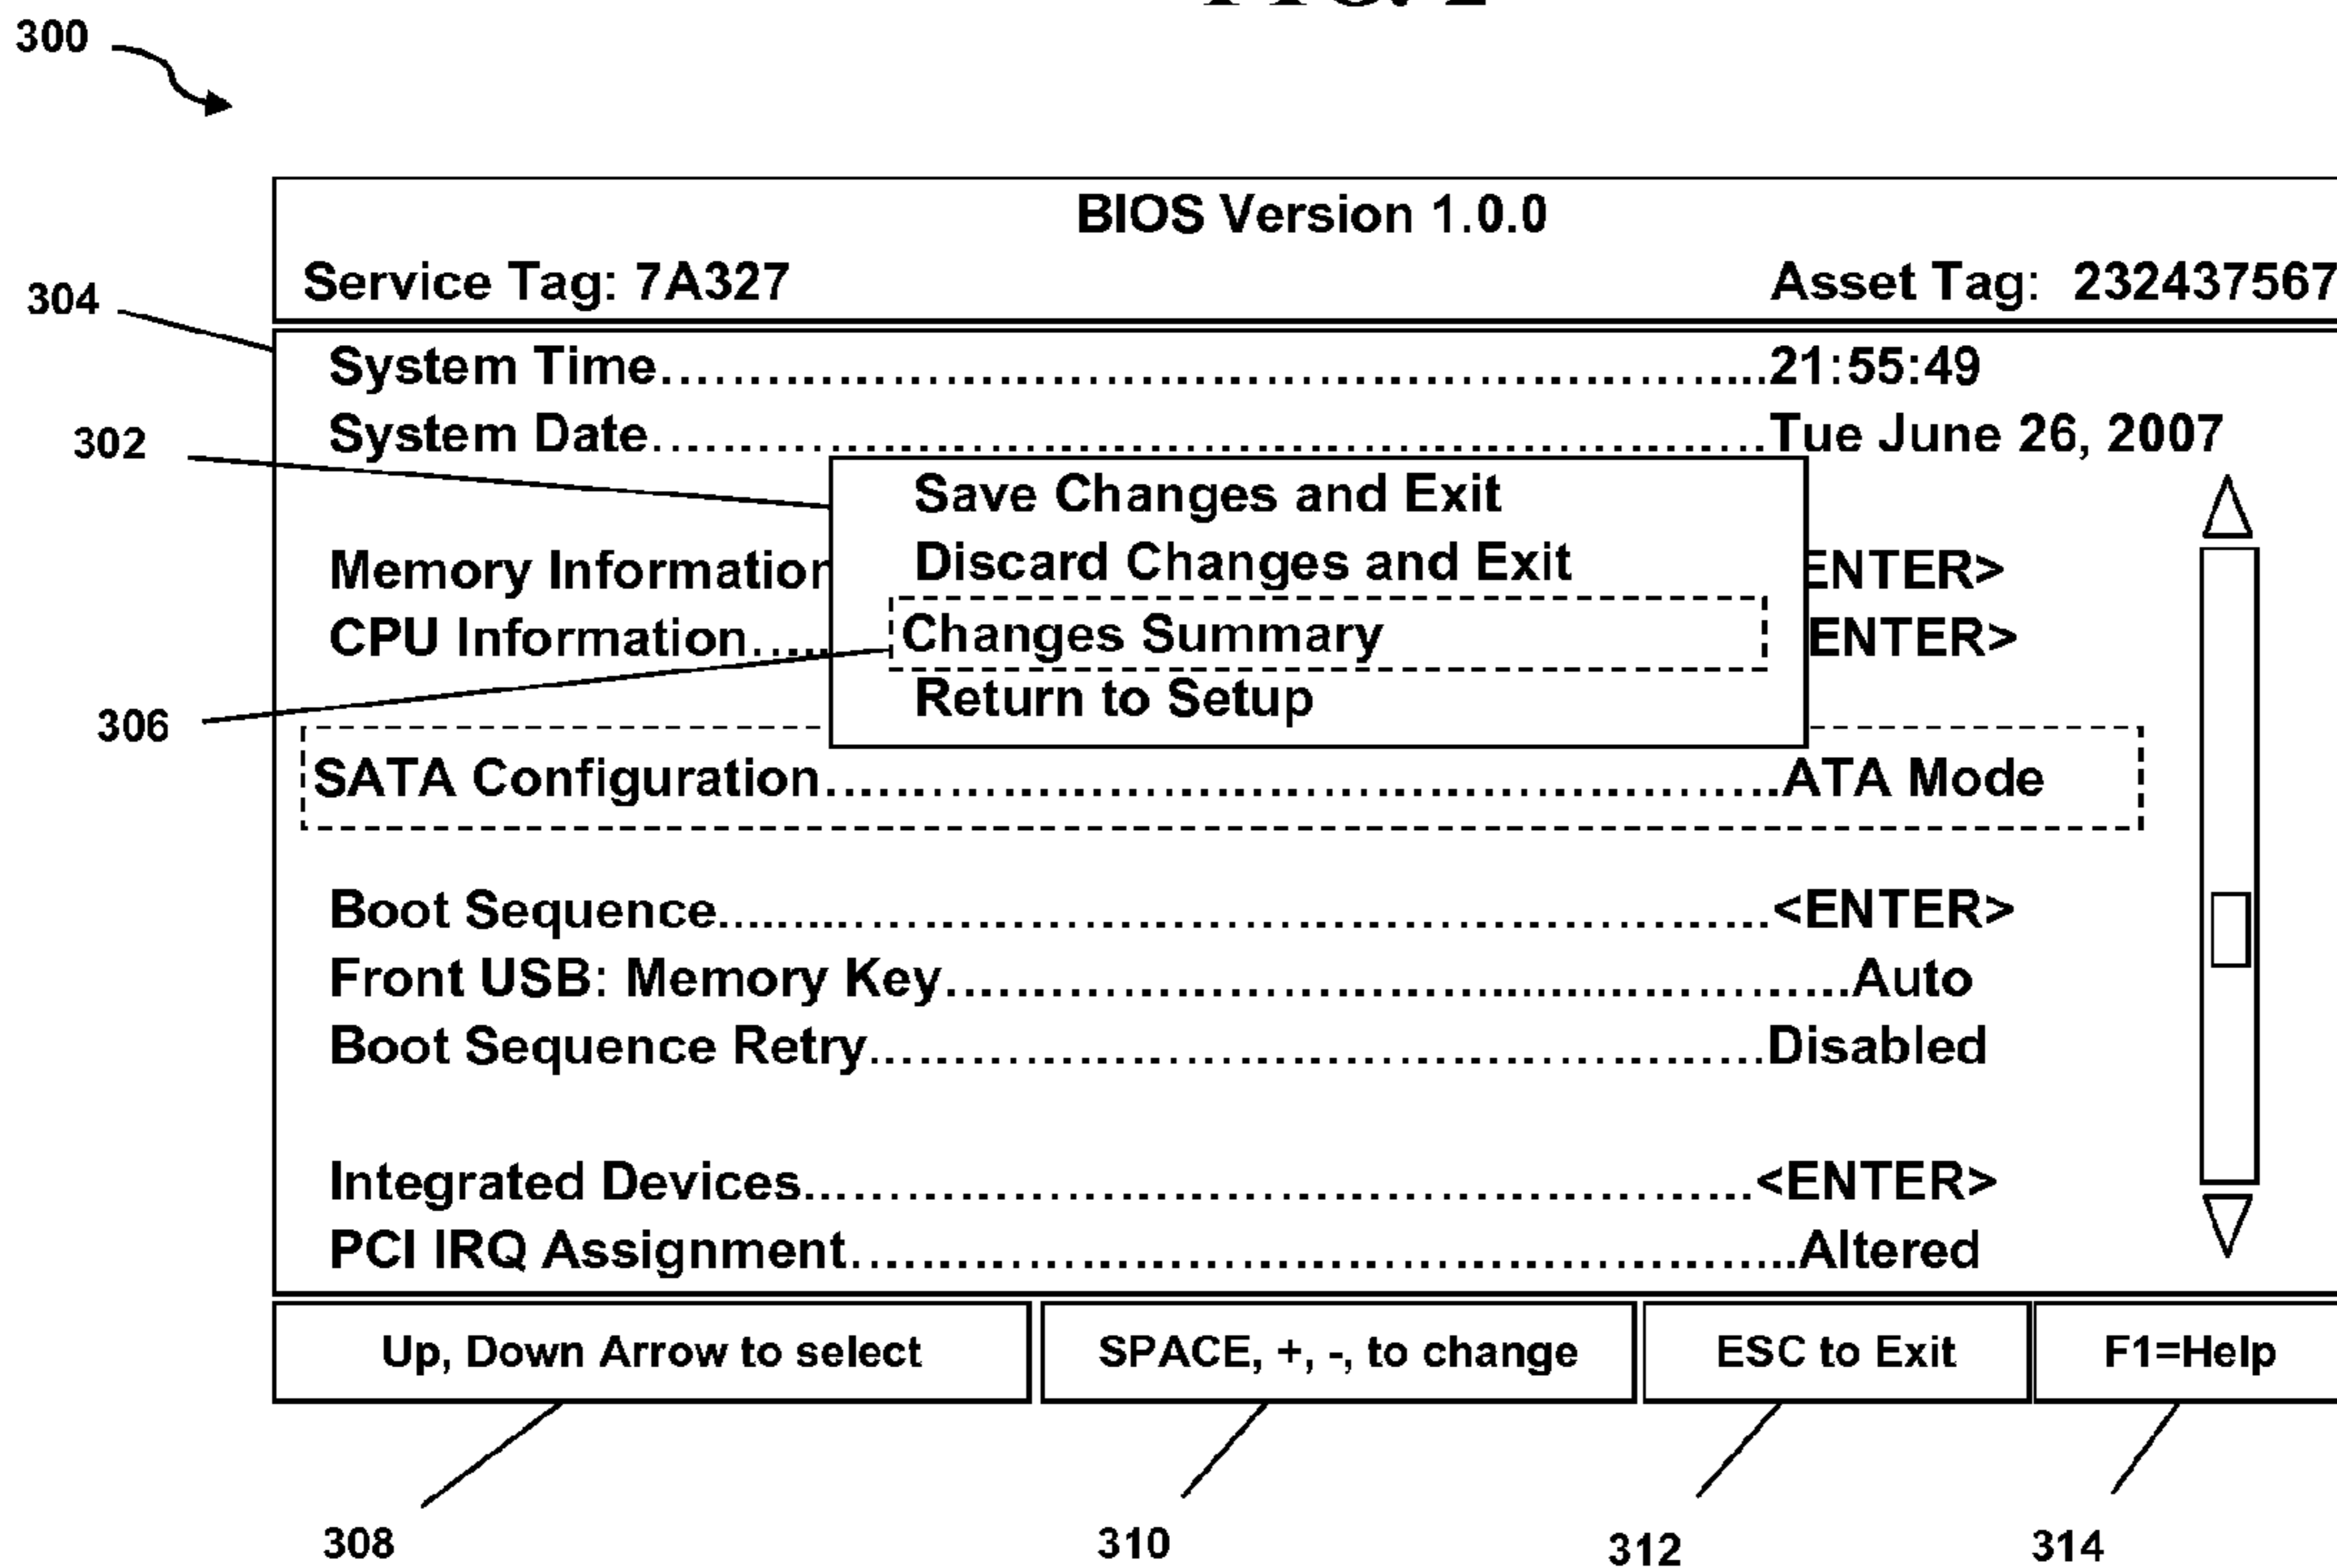 300
BIOS Version 1.0.0
Service Tag: 7A327 Asset Tag: 232437567
304
System Time..........21:55:49
302
System Date..........Tue June 26, 2007
Save Changes and Exit
Discard Changes and Exit
Memory Information ENTER>
Changes Summary
CPU Information..... ENTER>
Return to Setup
306
SATA Configuration..........ATA Mode
Boot Sequence..........<ENTER>
Front USB: Memory Key..........Auto
Boot Sequence Retry..........Disabled
Integrated Devices..........<ENTER>
PCI IRQ Assignment..........Altered
Up, Down Arrow to select SPACE, +, -, to change ESC to Exit F1=Help
308 310 312 314